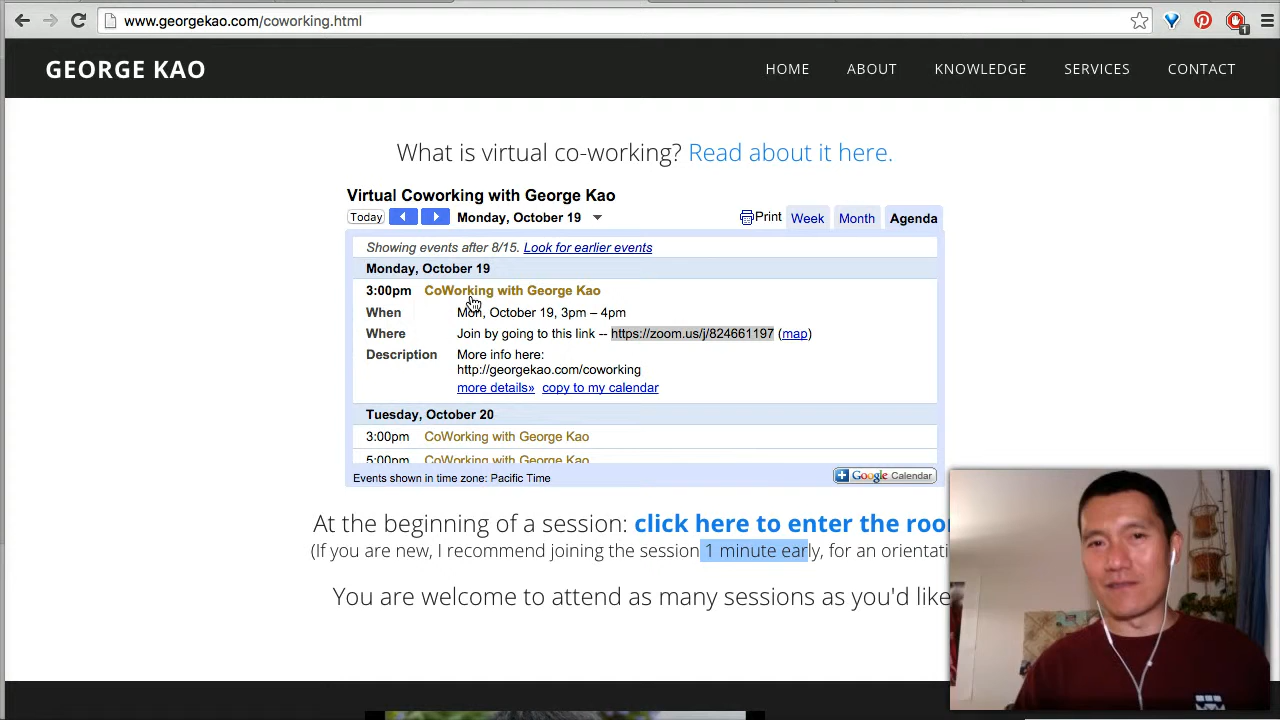 www.georgekao.com/coworking.html
1
GEORGE KAO
HOME ABOUT KNOWLEDGE SERVICES CONTACT
What is virtual co-working? Read about it here.
Virtual Coworking with George Kao
Today Monday, October 19 Print Week Month Agenda
Showing events after 8/15. Look for earlier events
Monday, October 19
3:00pm CoWorking with George Kao
When Mon, October 19, 3pm – 4pm
Where Join by going to this link -- https://zoom.us/j/824661197 (map)
Description More info here:
http://georgekao.com/coworking
more details» copy to my calendar
Tuesday, October 20
3:00pm CoWorking with George Kao
5:00pm CoWorking with George Kao
Events shown in time zone: Pacific Time Google Calendar
At the beginning of a session: click here to enter the roo
(If you are new, I recommend joining the session 1 minute early, for an orientati
You are welcome to attend as many sessions as you'd like